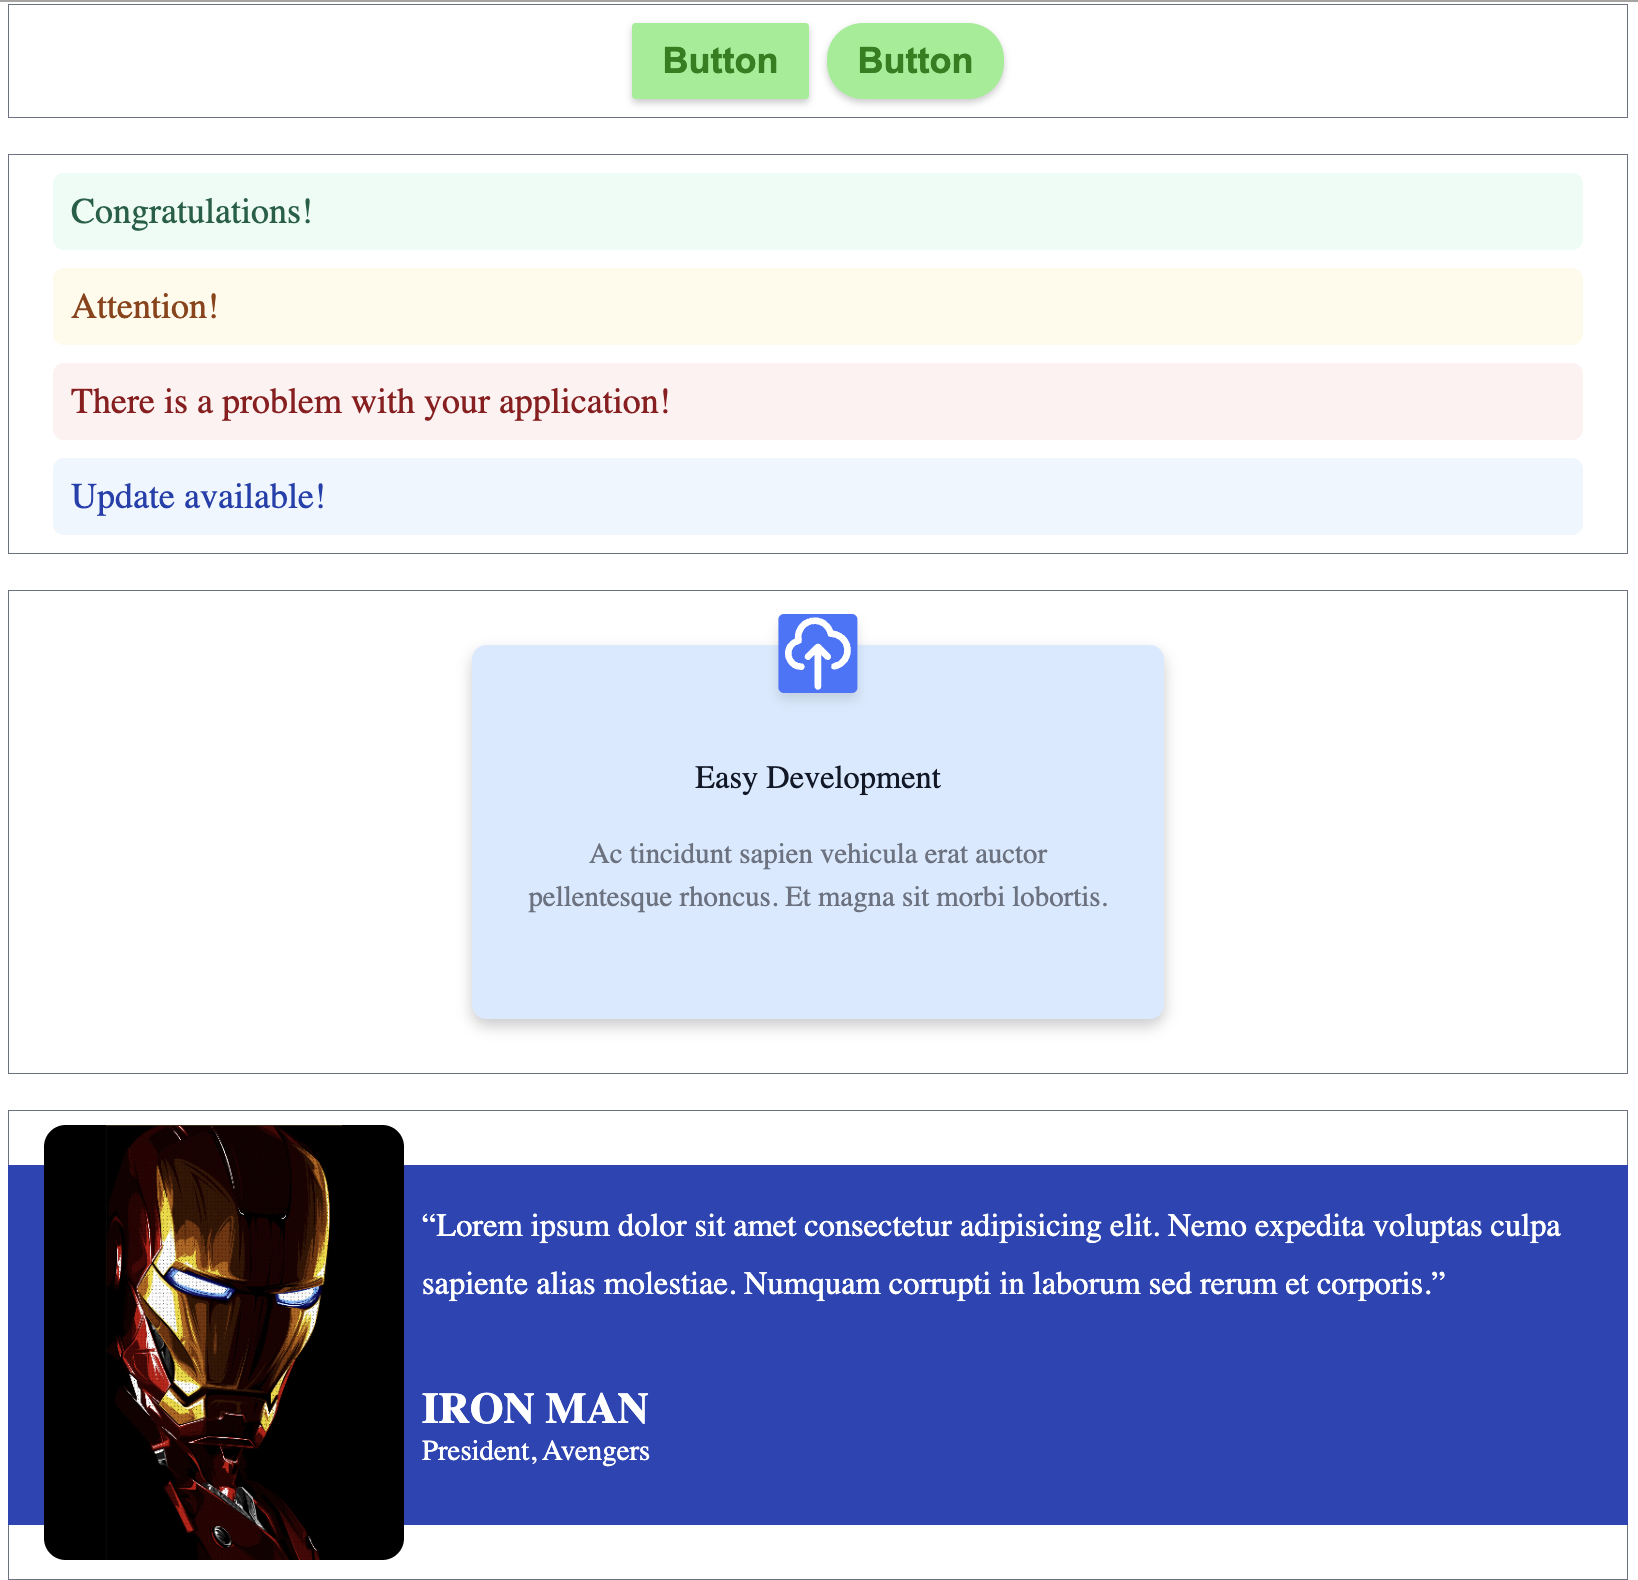 Button
Button
Congratulations!
Attention!
There is a problem with your application!
Update available!
Easy Development
Ac tincidunt sapien vehicula erat auctor
pellentesque rhoncus. Et magna sit morbi lobortis.
“Lorem ipsum dolor sit amet consectetur adipisicing elit. Nemo expedita voluptas culpa
sapiente alias molestiae. Numquam corrupti in laborum sed rerum et corporis.”
IRON MAN
President, Avengers